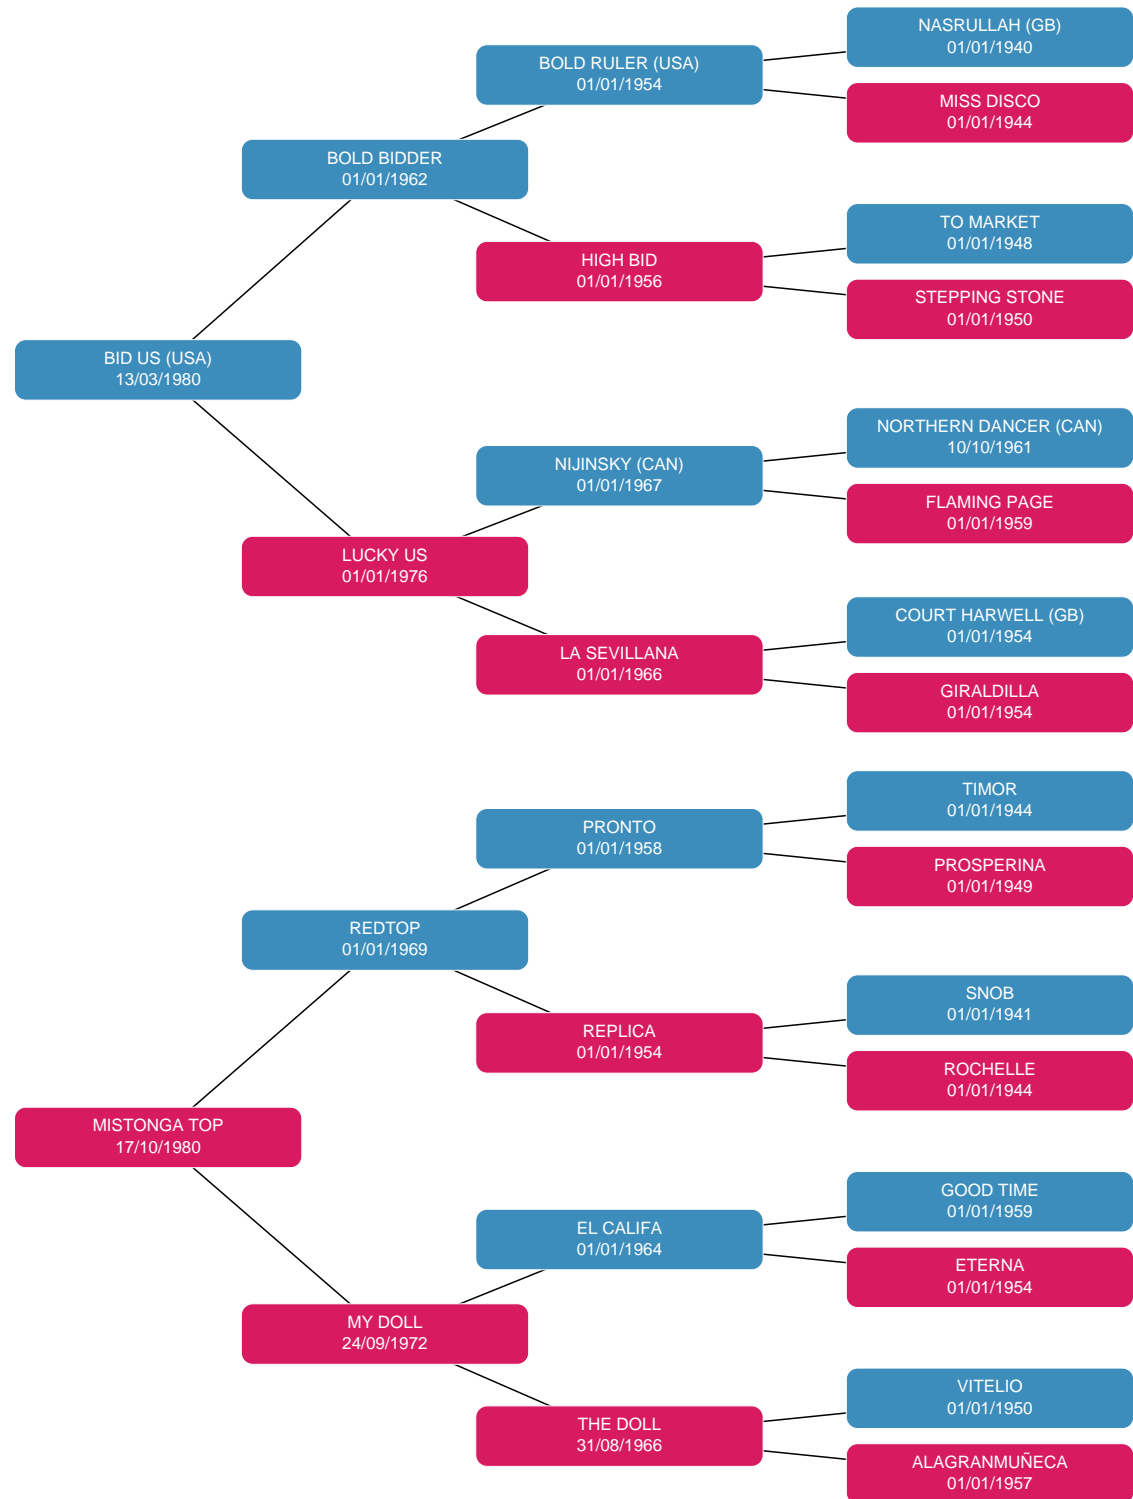 NASRULLAH (GB)
01/01/1940
BOLD RULER (USA)
01/01/1954
MISS DISCO
01/01/1944
BOLD BIDDER
01/01/1962
TO MARKET
01/01/1948
HIGH BID
01/01/1956
STEPPING STONE
01/01/1950
BID US (USA)
13/03/1980
NORTHERN DANCER (CAN)
10/10/1961
NIJINSKY (CAN)
01/01/1967
FLAMING PAGE
01/01/1959
LUCKY US
01/01/1976
COURT HARWELL (GB)
01/01/1954
LA SEVILLANA
01/01/1966
GIRALDILLA
01/01/1954
TIMOR
01/01/1944
PRONTO
01/01/1958
PROSPERINA
01/01/1949
REDTOP
01/01/1969
SNOB
01/01/1941
REPLICA
01/01/1954
ROCHELLE
01/01/1944
MISTONGA TOP
17/10/1980
GOOD TIME
01/01/1959
EL CALIFA
01/01/1964
ETERNA
01/01/1954
MY DOLL
24/09/1972
VITELIO
01/01/1950
THE DOLL
31/08/1966
ALAGRANMUÑECA
01/01/1957